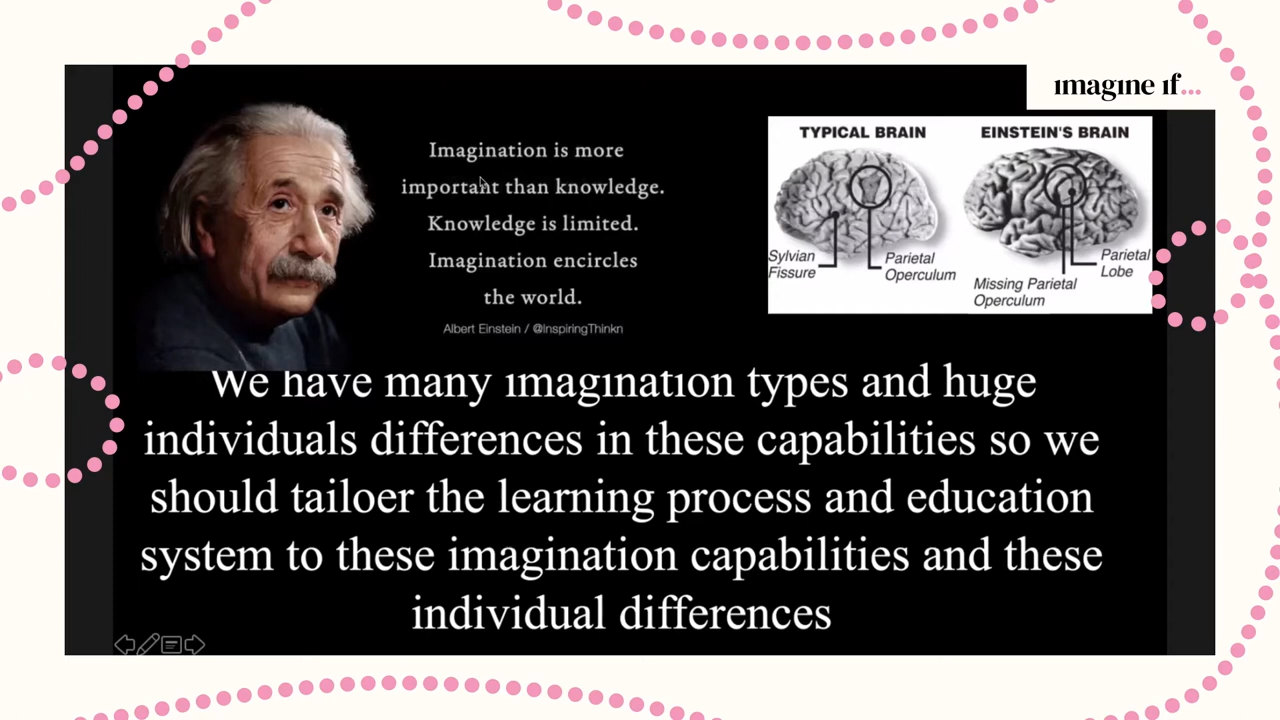 imagine if...
Imagination is more
important than knowledge.
Knowledge is limited.
Imagination encircles
the world.
Albert Einstein / @InspiringThinkn
TYPICAL BRAIN
Sylvian
Fissure
Parietal
Operculum
EINSTEIN'S BRAIN
Parietal
Lobe
Missing Parietal
Operculum
We have many imagination types and huge
individuals differences in these capabilities so we
should tailoer the learning process and education
system to these imagination capabilities and these
individual differences